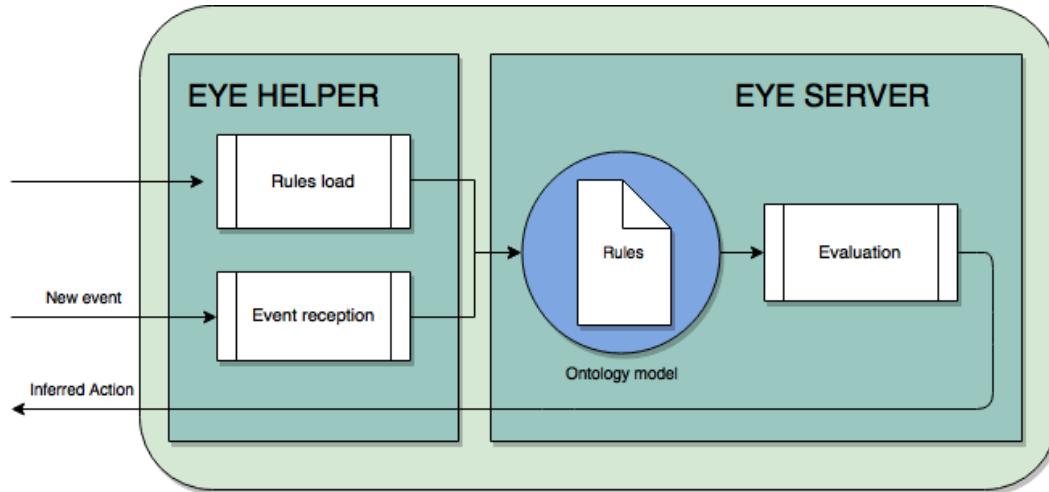 EYE HELPER
EYE SERVER
Rules load
Rules
Evaluation
New event
Event reception
Ontology model
Inferred Action